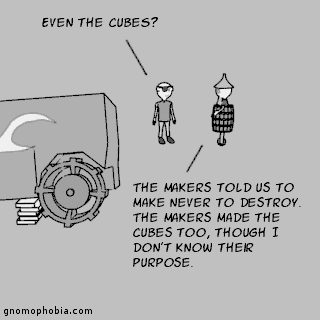 EVEN THE CUBES?
THE MAKERS TOLD US TO
MAKE NEVER TO DESTROY.
THE MAKERS MADE THE
CUBES TOO, THOUGH I
DON'T KNOW THEIR
PURPOSE.
gnomophobia.com